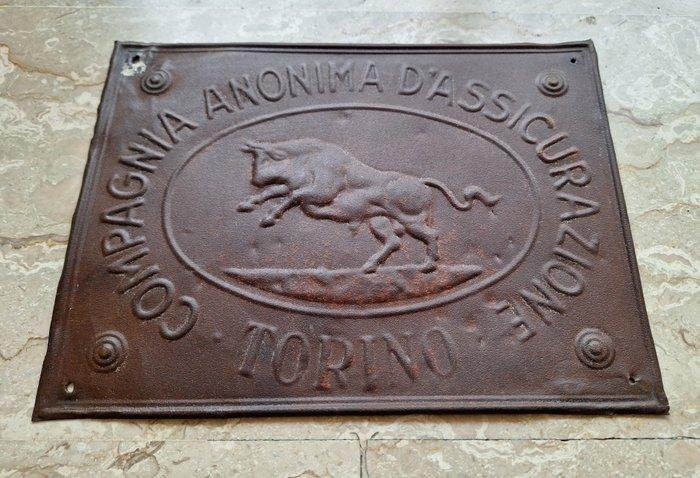 COMPAGNIA ANONIMA D'ASSICURAZIONE
· TORINO ·